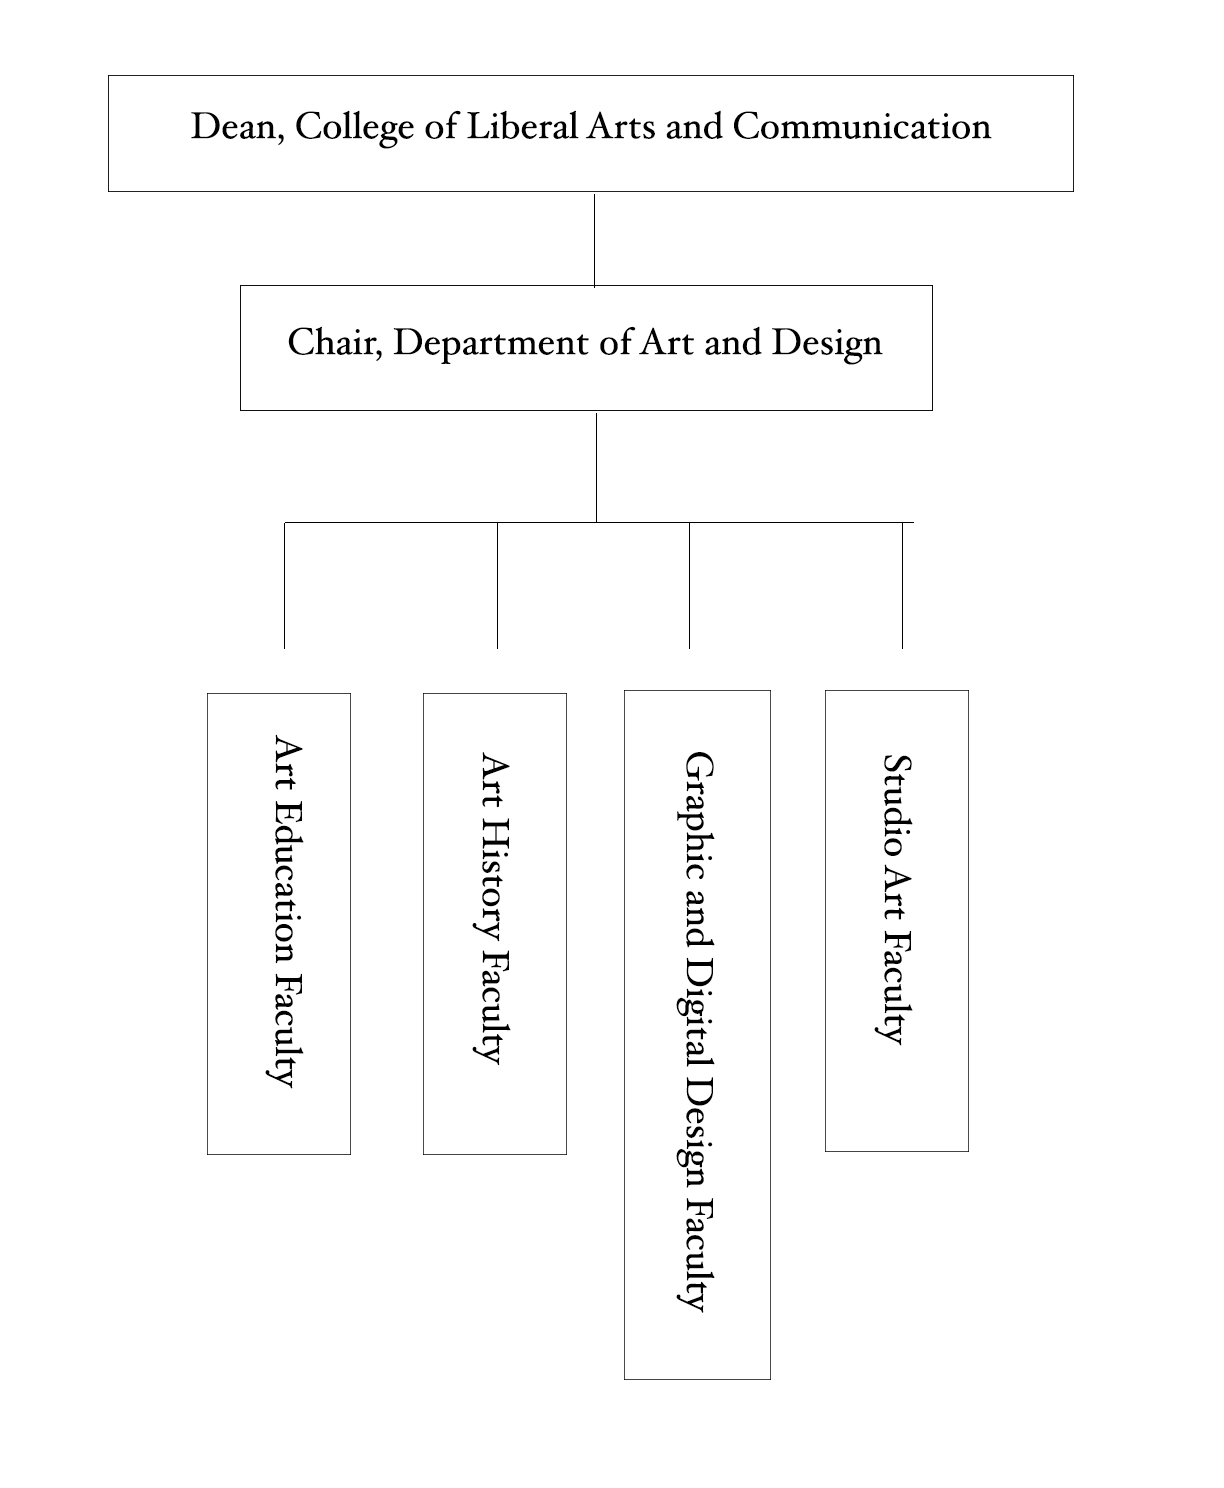 Dean, College of Liberal Arts and Communication
Chair, Department of Art and Design
Art Education Faculty
Art History Faculty
Graphic and Digital Design Faculty
Studio Art Faculty